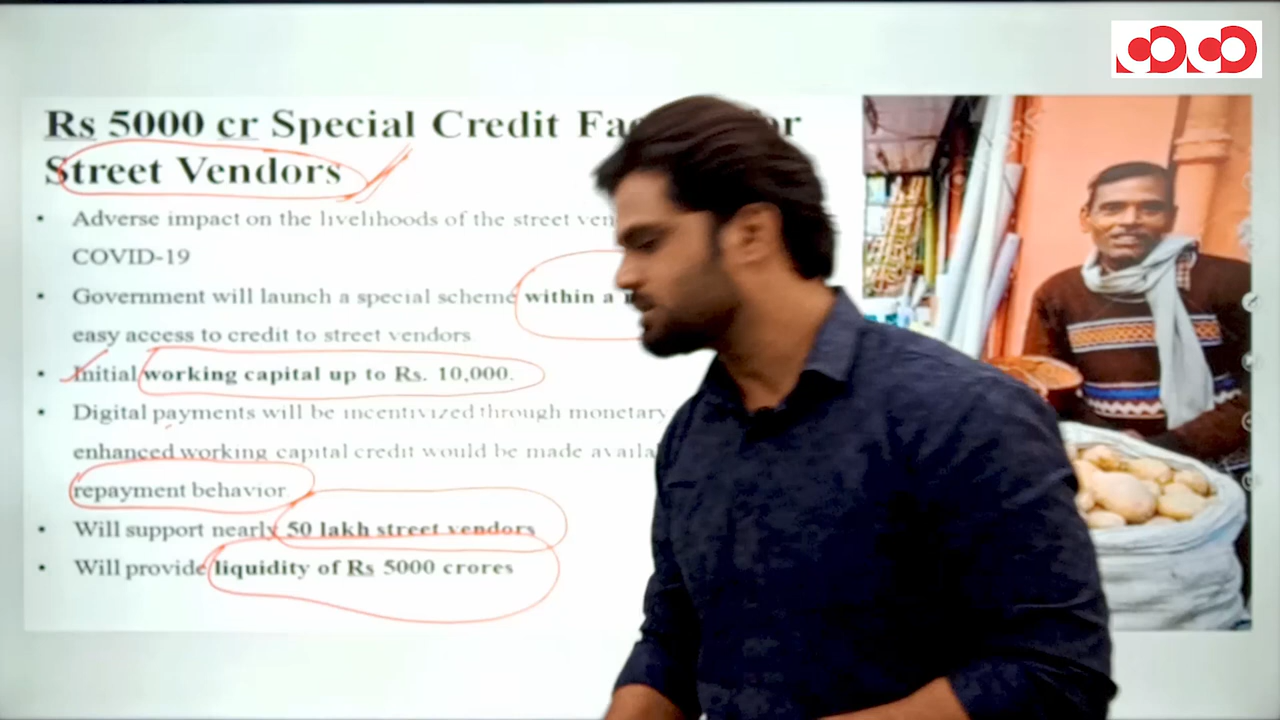 Rs 5000 cr Special Credit
Street Vendors
• Adverse impact on the livelihoods of the street
COVID-19
• Government will launch a special scheme within a
easy access to credit to street vendors
• Initial working capital up to Rs. 10,000.
• Digital payments will be incentivized through monetary
enhanced working capital credit would be made
repayment behavior.
• Will support nearly 50 lakh street vendors
• Will provide liquidity of Rs 5000 crores